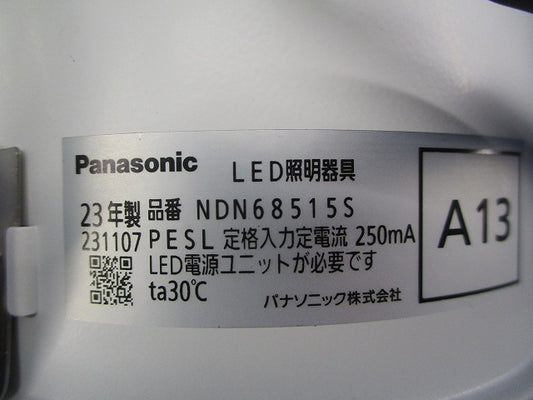 Panasonic LED照明器具
23年製 品番 NDN68515S
231107 PESL 定格入力定電流 250mA
LED電源ユニットが必要です
ta30℃
パナソニック株式会社
A13